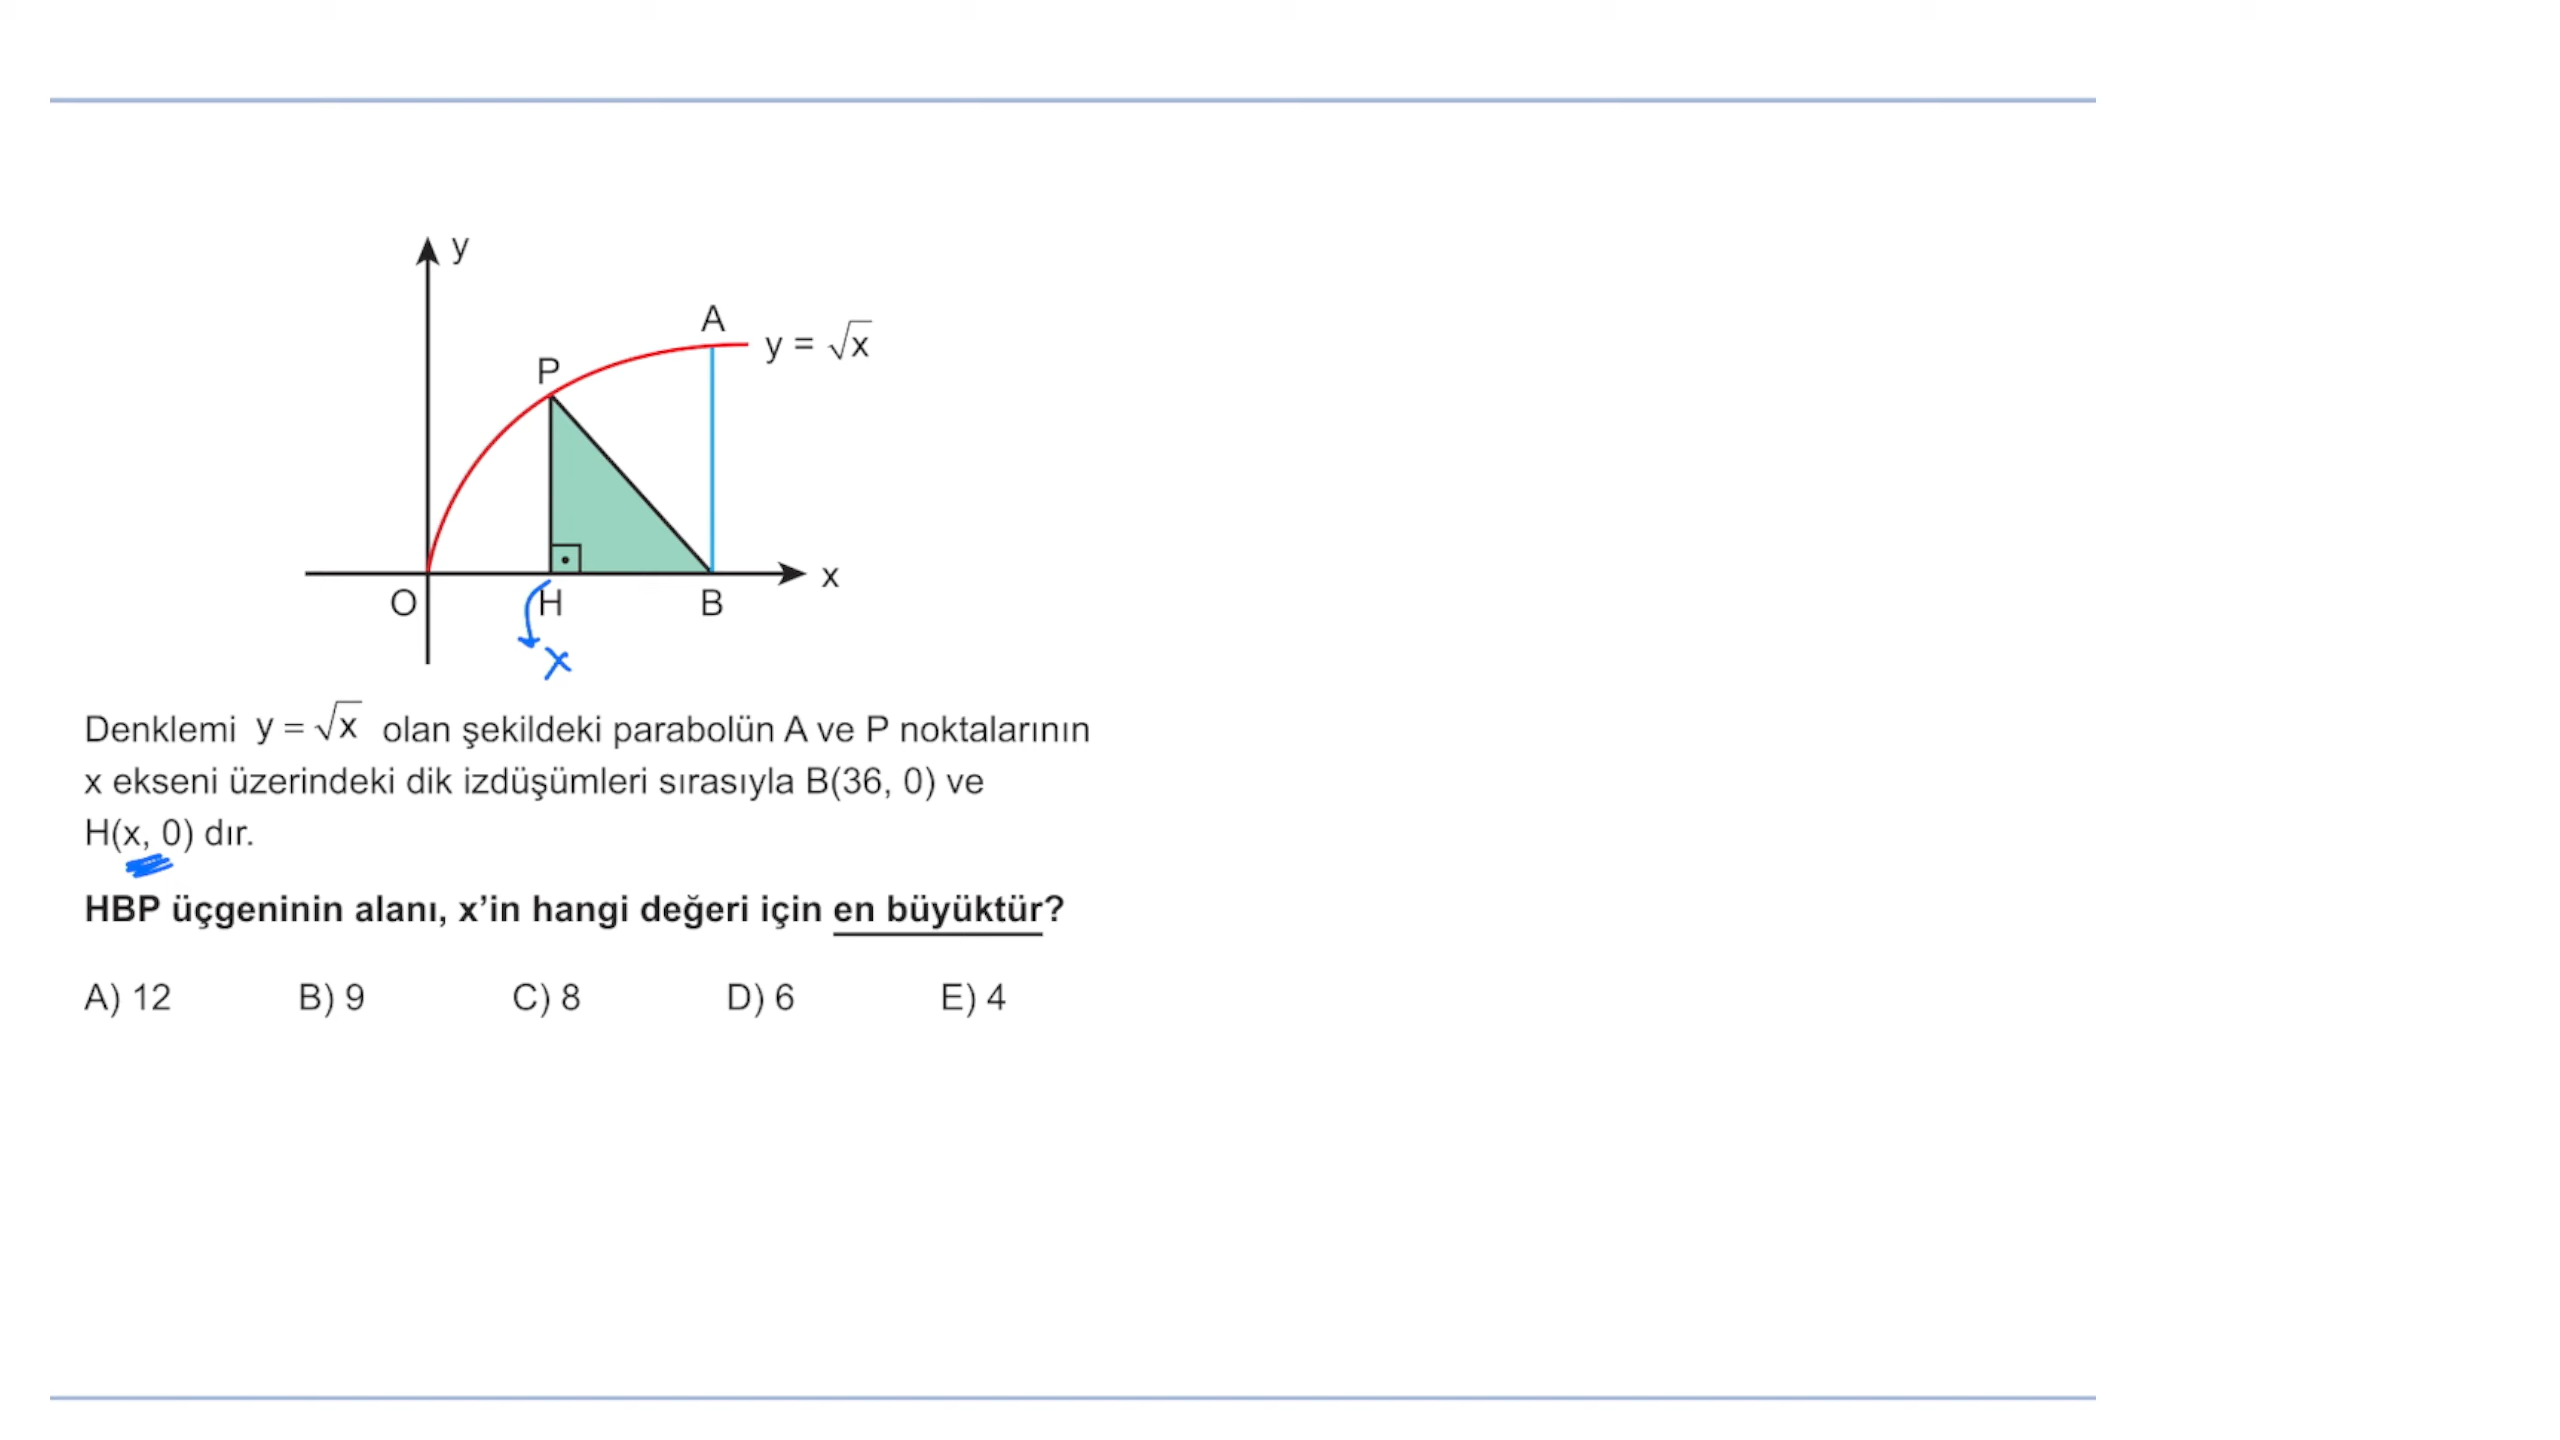 y
A
y = √x
P
x
O
H
B
x
Denklemi y = √x olan şekildeki parabolün A ve P noktalarının
x ekseni üzerindeki dik izdüşümleri sırasıyla B(36, 0) ve
H(x, 0) dır.
HBP üçgeninin alanı, x’in hangi değeri için en büyüktür?
A) 12 B) 9 C) 8 D) 6 E) 4